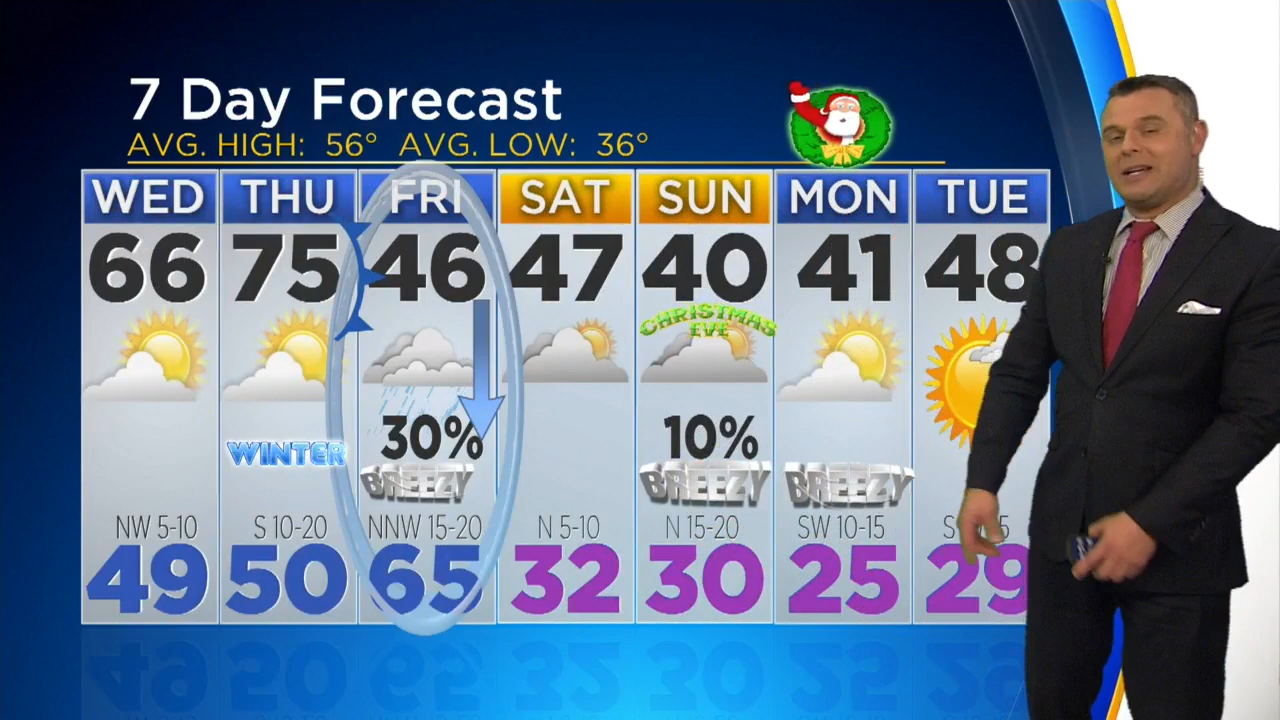 7 Day Forecast
AVG. HIGH: 56° AVG. LOW: 36°
WED THU FRI SAT SUN MON TUE
66 75 46 47 40 41 48
CHRISTMAS
EVE
30% 10%
WINTER
BREEZY BREEZY BREEZY
NW 5-10 S 10-20 NNW 15-20 N 5-10 N 15-20 SW 10-15
49 50 65 32 30 25 29